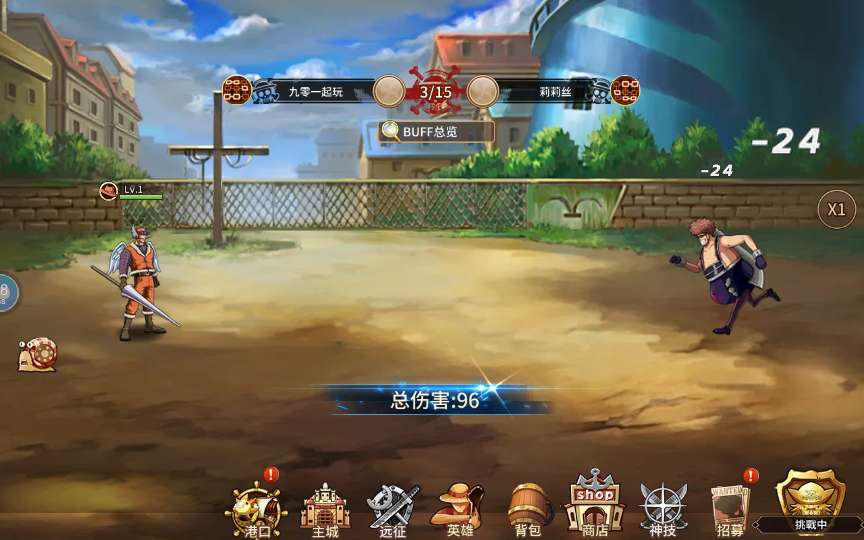 九零一起玩
3/15
莉莉丝
BUFF总览
-24
-24
Lv.1
X1
总伤害:96
shop
WANTED
港口
主城
远征
英雄
背包
商店
神技
招募
挑戰中